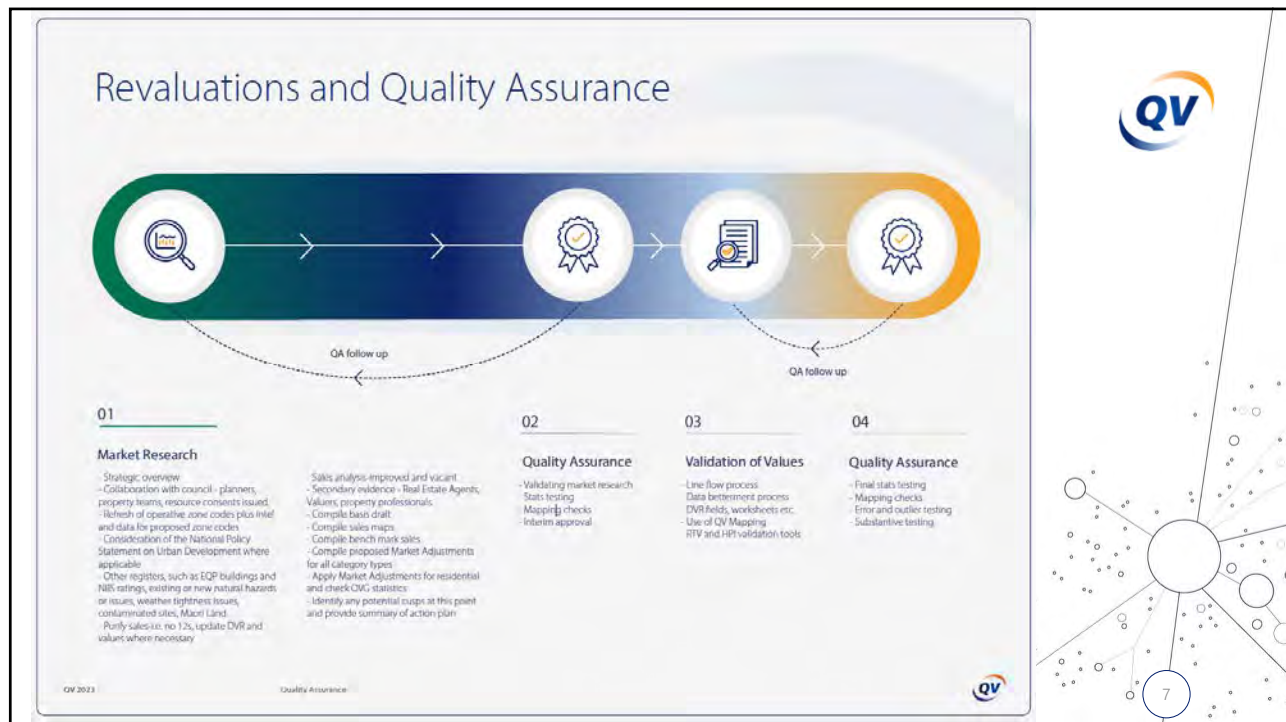 Revaluations and Quality Assurance
QV
QA follow up
QA follow up
01
Market Research
- Strategic overview
- Collaboration with council - planners,
property teams, resource consents issued
- Refresh of operative zone codes plus intel
and data for proposed zone codes
- Consideration of the National Policy
Statement on Urban Development where
applicable
- Other registers, such as EQP buildings and
NBS ratings, existing or new natural hazards
or issues, weather tightness issues,
contaminated sites, Maori Land
- Purify sales i.e. no 12s, update DVR and
values where necessary
- Sales analysis improved and vacant
- Secondary evidence - Real Estate Agents,
Valuers, property professionals
- Compile basis draft
- Compile sales maps
- Compile bench mark sales
- Compile proposed Market Adjustments
for all category types
- Apply Market Adjustments for residential
and check OVG statistics
- Identify any potential cusps at this point
and provide summary of action plan
02
Quality Assurance
- Validating market research
- Stats testing
- Mapping checks
- Interim approval
03
Validation of Values
- Line flow process
- Data betterment process
DVR fields, worksheets etc.
- Use of QV Mapping
RTV and HPI validation tools
04
Quality Assurance
- Final stats testing
- Mapping checks
- Error and outlier testing
- Substantive testing
QV 2023
Quality Assurance
QV
7